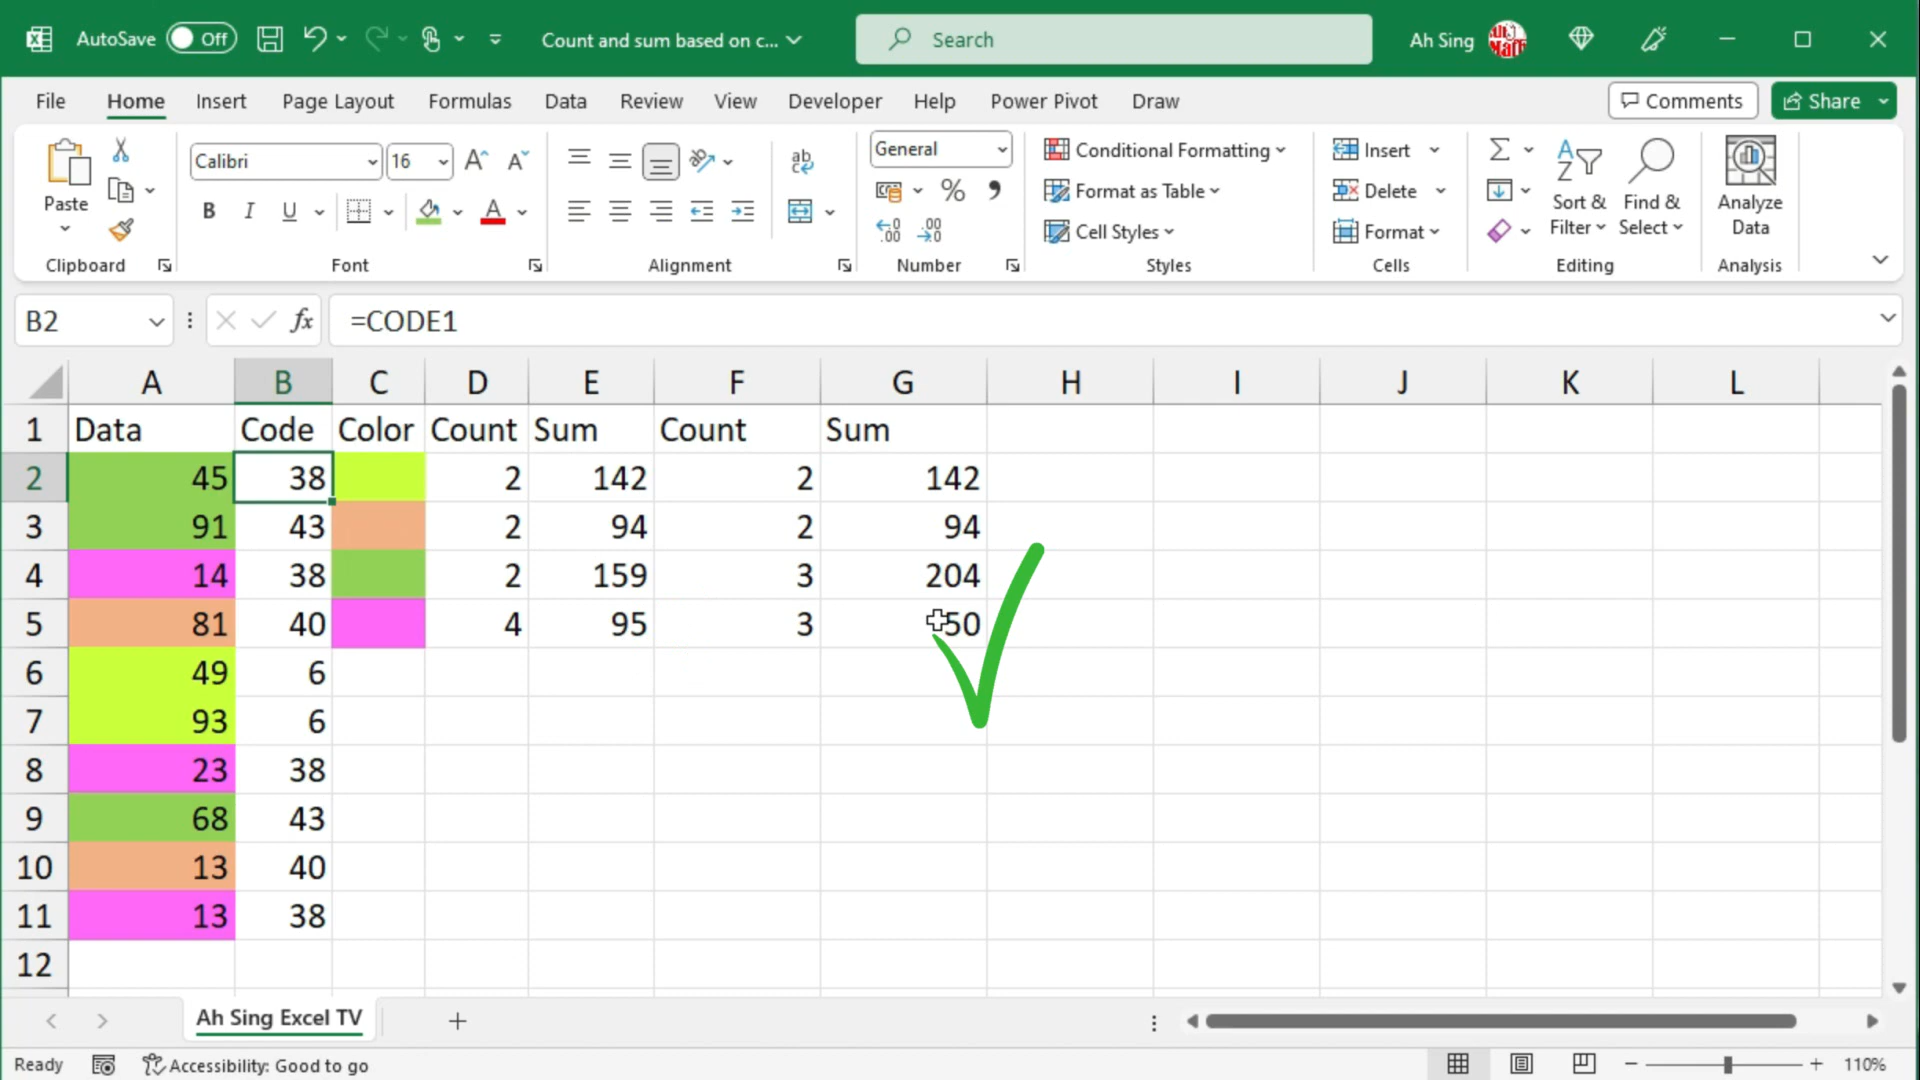 AutoSave Off Count and sum based on c... Search Ah Sing
File Home Insert Page Layout Formulas Data Review View Developer Help Power Pivot Draw Comments Share
Paste
Clipboard
Calibri 16
B I U A
Font
ab
Alignment
General
% 9
.00 .00
Number
Conditional Formatting
Format as Table
Cell Styles
Styles
Insert
Delete
Format
Cells
Sort & Filter
Find & Select
Editing
Analyze Data
Analysis
B2 fx =CODE1
A B C D E F G H I J K L
1 Data Code Color Count Sum Count Sum
2 45 38 2 142 2 142
3 91 43 2 94 2 94
4 14 38 2 159 3 204
5 81 40 4 95 3 50
6 49 6
7 93 6
8 23 38
9 68 43
10 13 40
11 13 38
12
Ah Sing Excel TV
Ready Accessibility: Good to go 110%